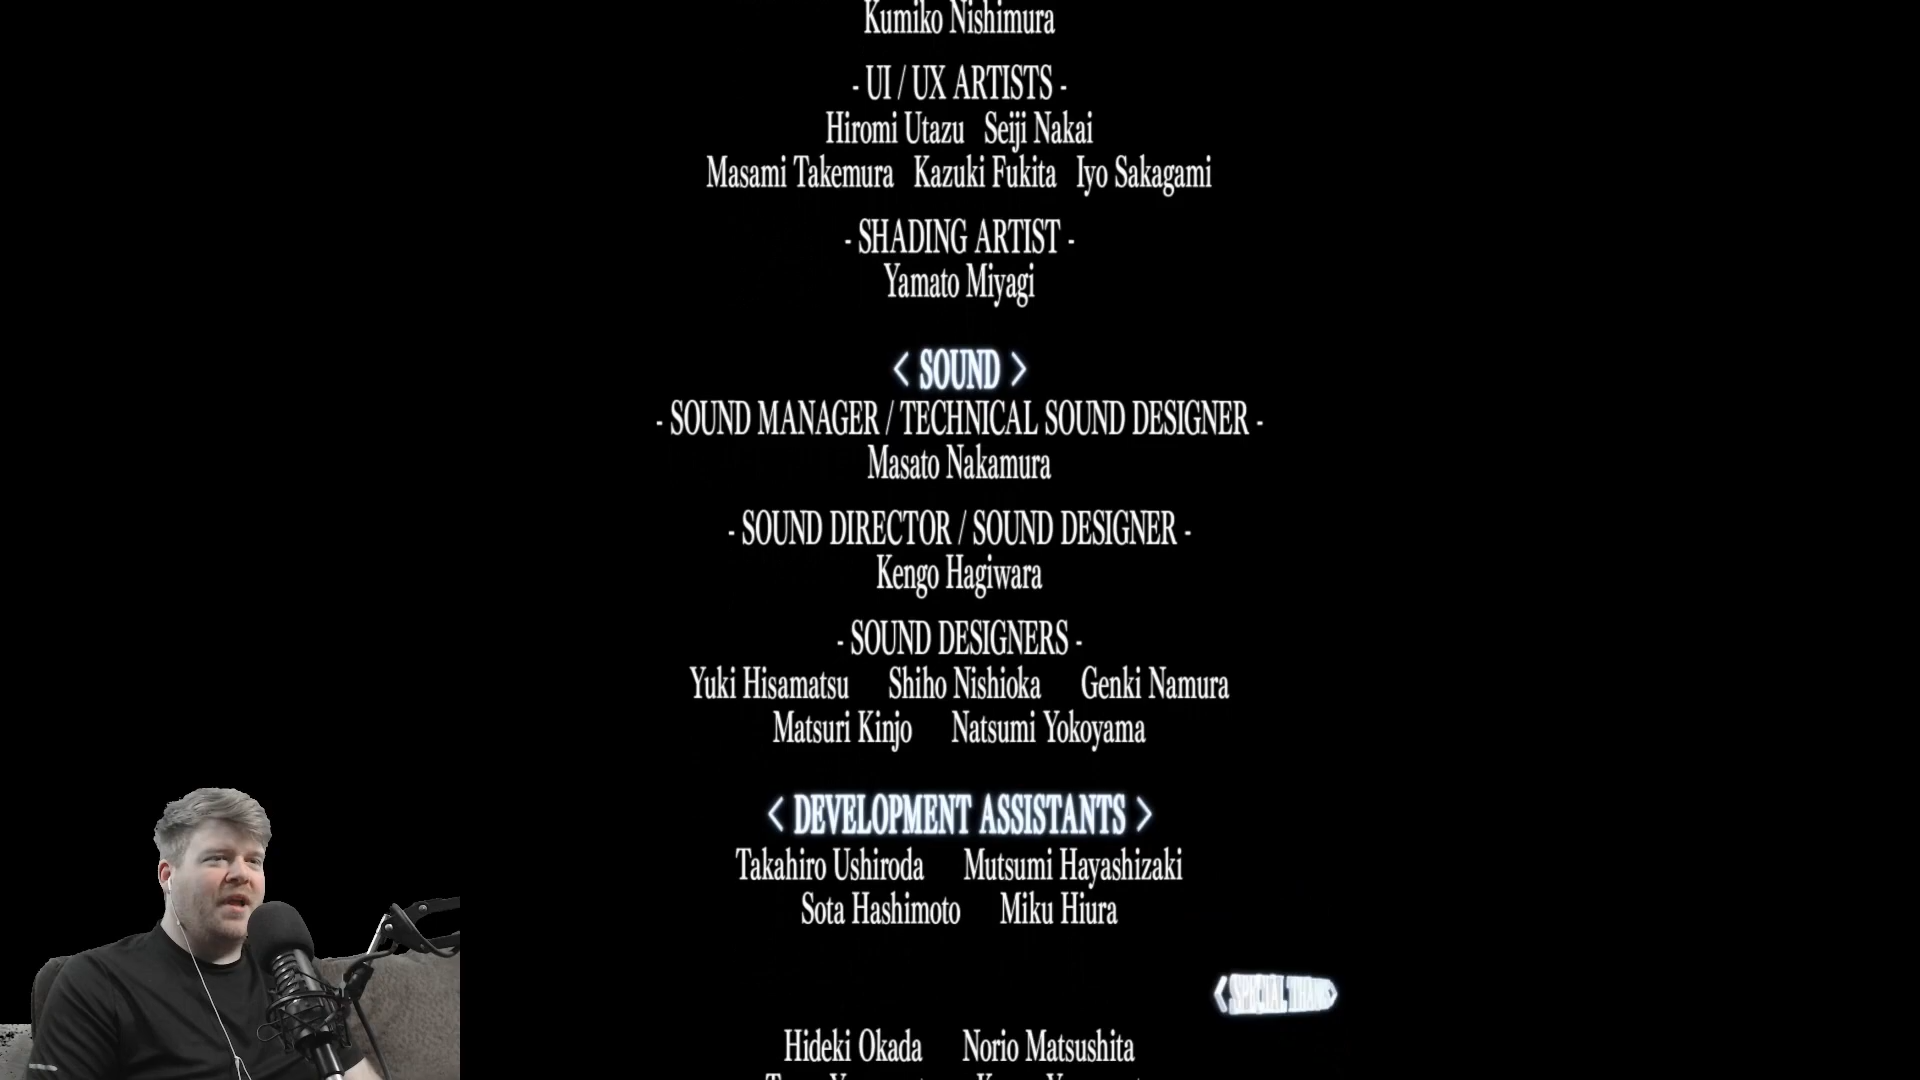 Kumiko Nishimura
- UI / UX ARTISTS -
Hiromi Utazu Seiji Nakai
Masami Takemura Kazuki Fukita Iyo Sakagami
- SHADING ARTIST -
Yamato Miyagi
< SOUND >
- SOUND MANAGER / TECHNICAL SOUND DESIGNER -
Masato Nakamura
- SOUND DIRECTOR / SOUND DESIGNER -
Kengo Hagiwara
- SOUND DESIGNERS -
Yuki Hisamatsu Shiho Nishioka Genki Namura
Matsuri Kinjo Natsumi Yokoyama
< DEVELOPMENT ASSISTANTS >
Takahiro Ushiroda Mutsumi Hayashizaki
Sota Hashimoto Miku Hiura
Hideki Okada Norio Matsushita